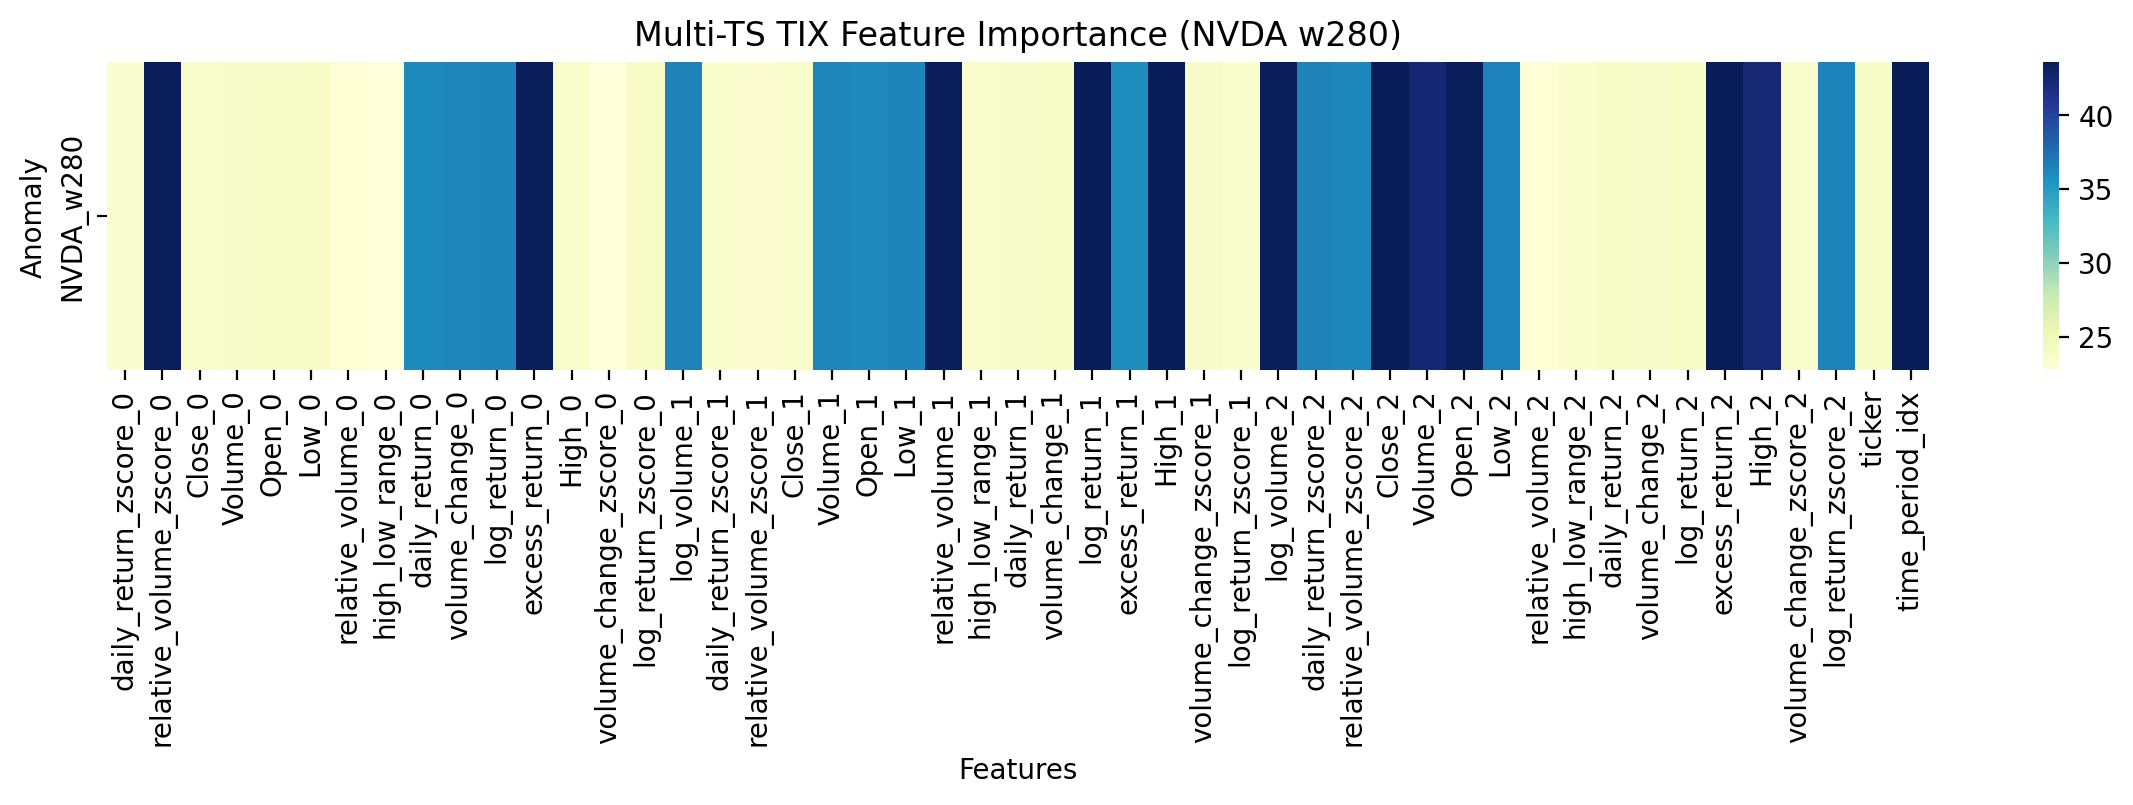 Multi-TS TIX Feature Importance (NVDA w280)
Anomaly
NVDA_w280
40
35
30
25
daily_return_zscore_0
relative_volume_zscore_0
Close_0
Volume_0
Open_0
Low_0
relative_volume_0
high_low_range_0
daily_return_0
volume_change_0
log_return_0
excess_return_0
High_0
volume_change_zscore_0
log_return_zscore_0
log_volume_1
daily_return_zscore_1
relative_volume_zscore_1
Close_1
Volume_1
Open_1
Low_1
relative_volume_1
high_low_range_1
daily_return_1
volume_change_1
log_return_1
excess_return_1
High_1
volume_change_zscore_1
log_return_zscore_1
log_volume_2
daily_return_zscore_2
relative_volume_zscore_2
Close_2
Volume_2
Open_2
Low_2
relative_volume_2
high_low_range_2
daily_return_2
volume_change_2
log_return_2
excess_return_2
High_2
volume_change_zscore_2
log_return_zscore_2
ticker
time_period_idx
Features